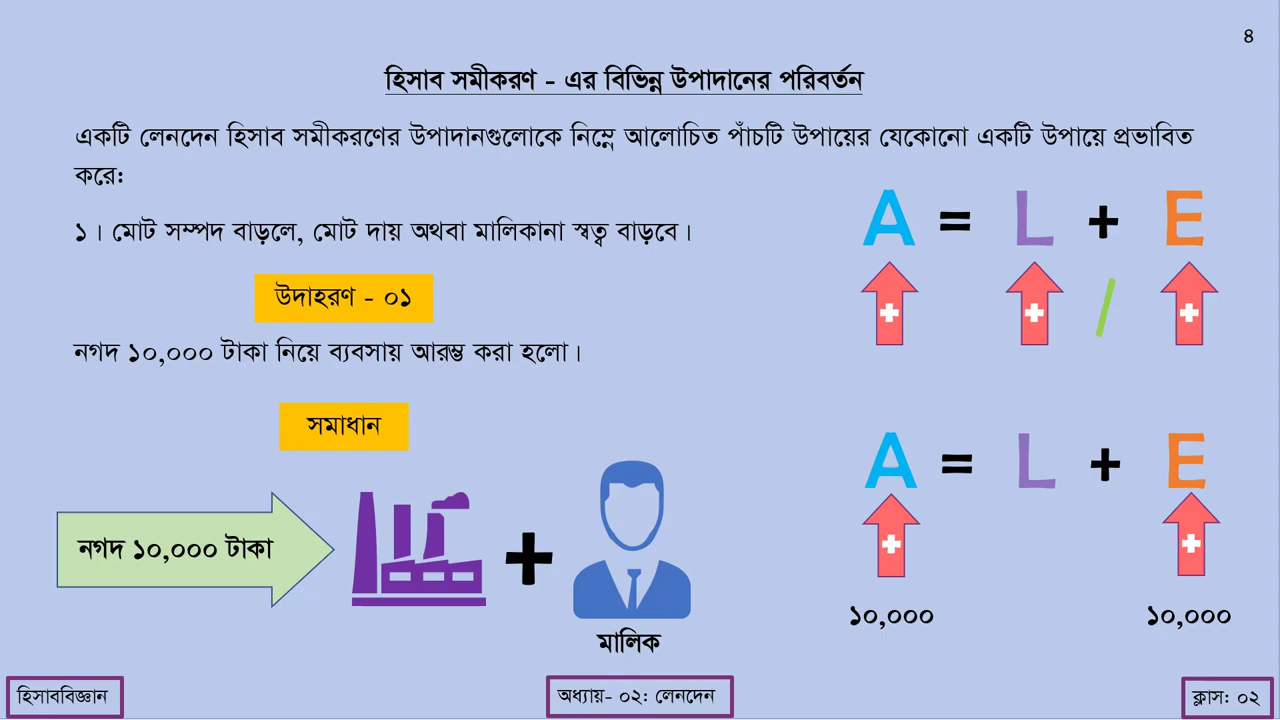 ৪
হিসাব সমীকরণ - এর বিভিন্ন উপাদানের পরিবর্তন
একটি লেনদেন হিসাব সমীকরণের উপাদানগুলোকে নিম্নে আলোচিত পাঁচটি উপায়ের যেকোনো একটি উপায়ে প্রভাবিত
করে:
১। মোট সম্পদ বাড়লে, মোট দায় অথবা মালিকানা স্বত্ব বাড়বে।
A = L + E
/
উদাহরণ - ০১
নগদ ১০,০০০ টাকা নিয়ে ব্যবসায় আরম্ভ করা হলো।
সমাধান
নগদ ১০,০০০ টাকা
+
মালিক
A = L + E
১০,০০০ ১০,০০০
হিসাববিজ্ঞান
অধ্যায়- ০২: লেনদেন
ক্লাস: ০২